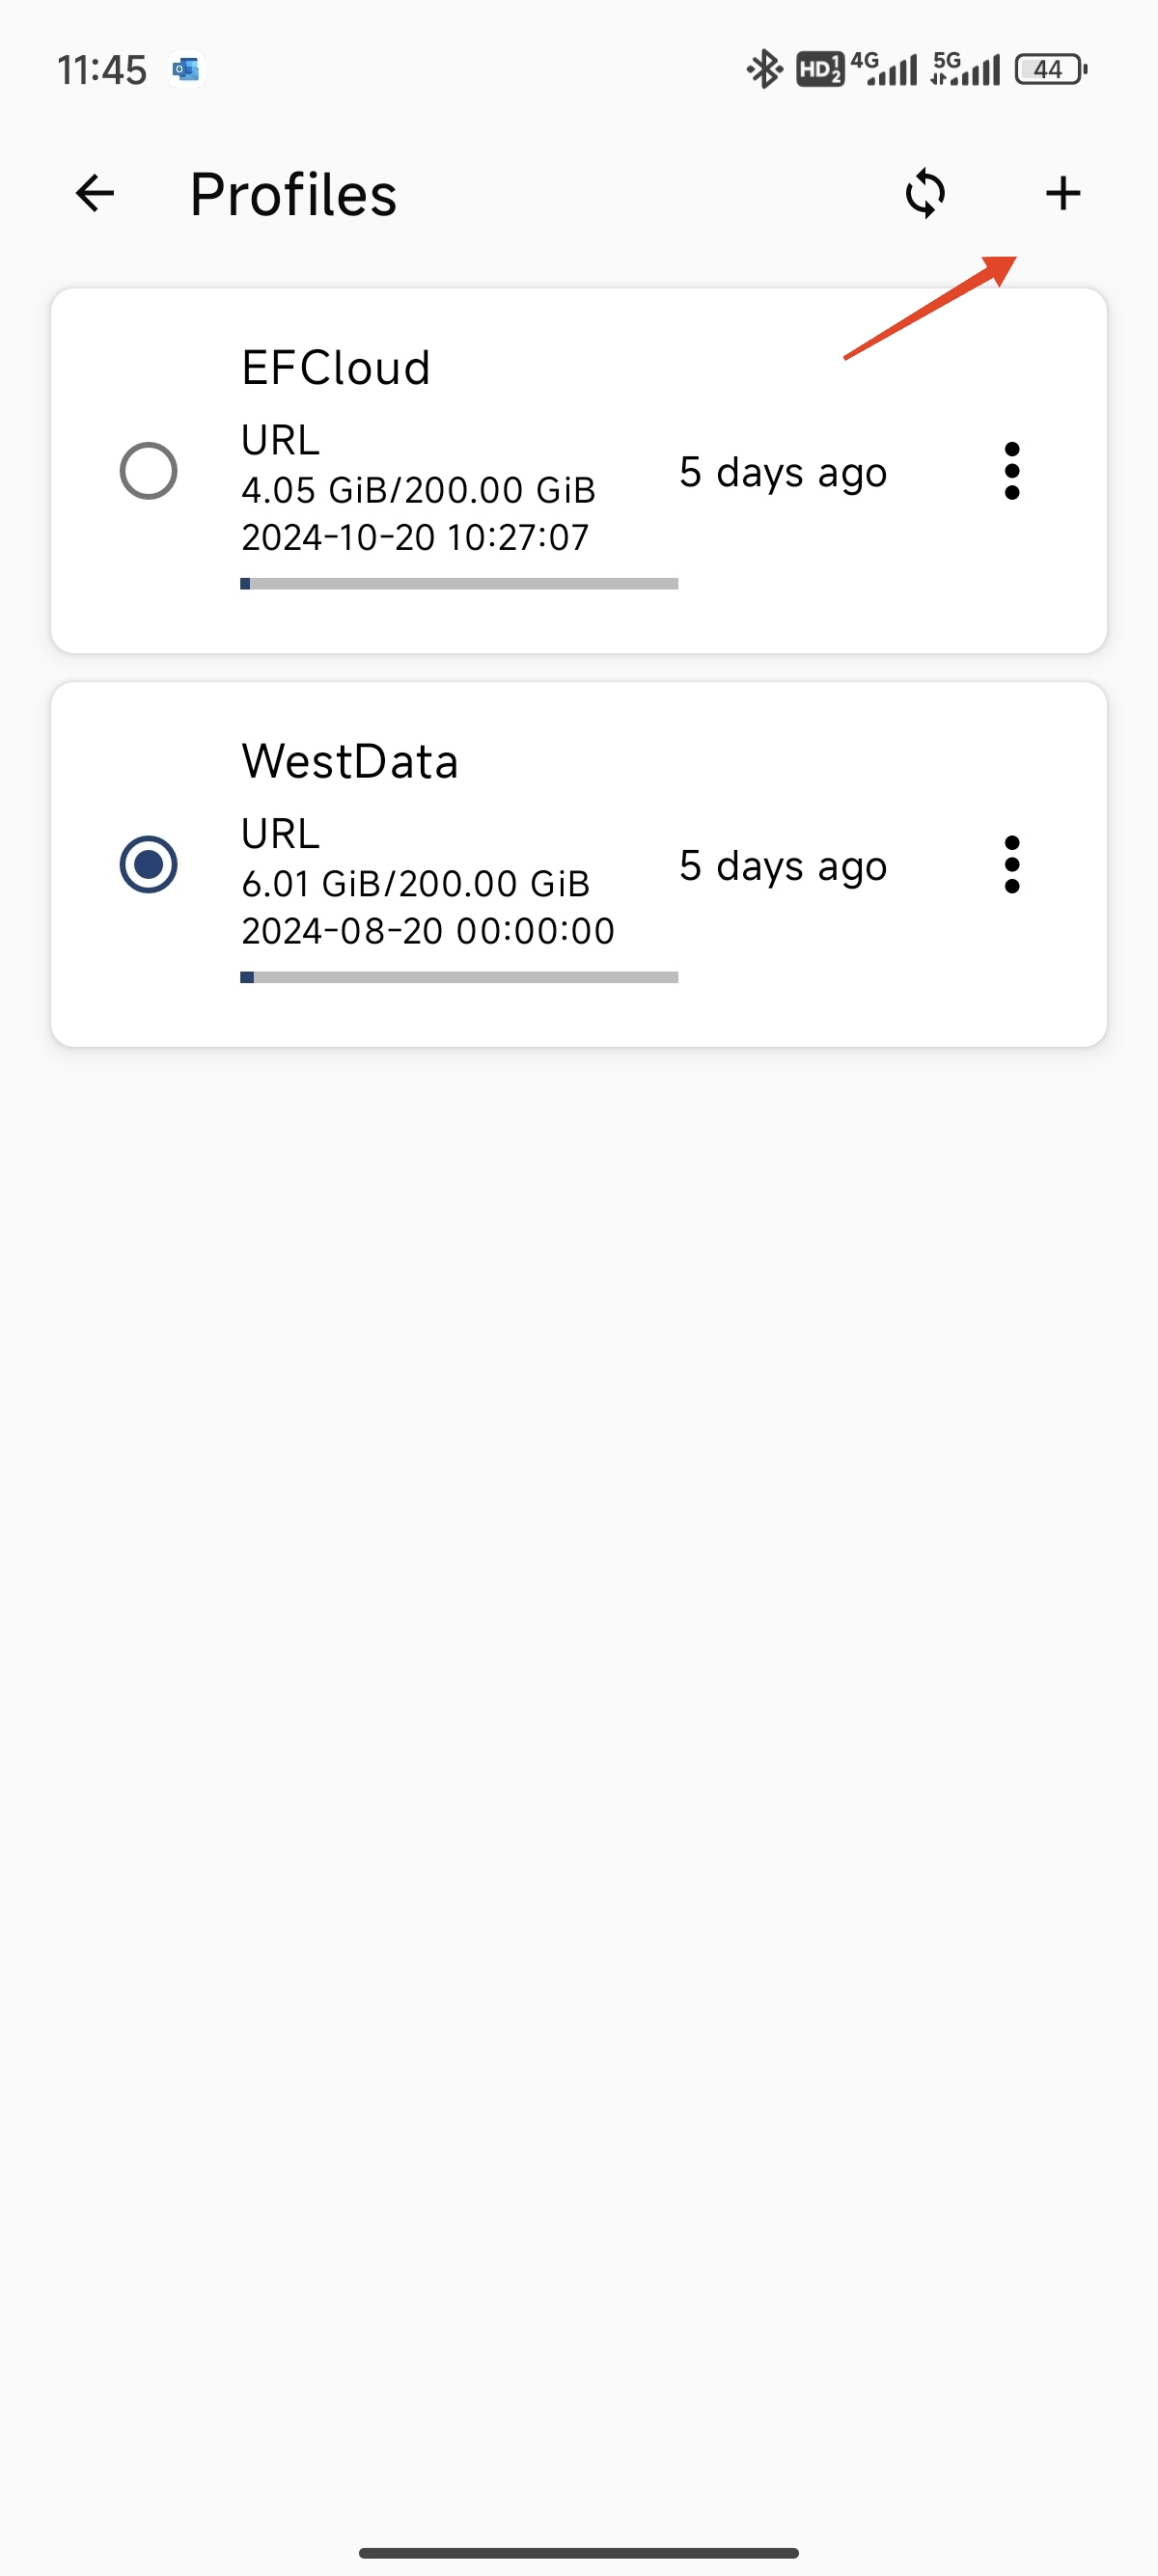 11:45
HD 1 2 4G 5G 44
Profiles
EFCloud
URL
4.05 GiB/200.00 GiB
2024-10-20 10:27:07
5 days ago
WestData
URL
6.01 GiB/200.00 GiB
2024-08-20 00:00:00
5 days ago